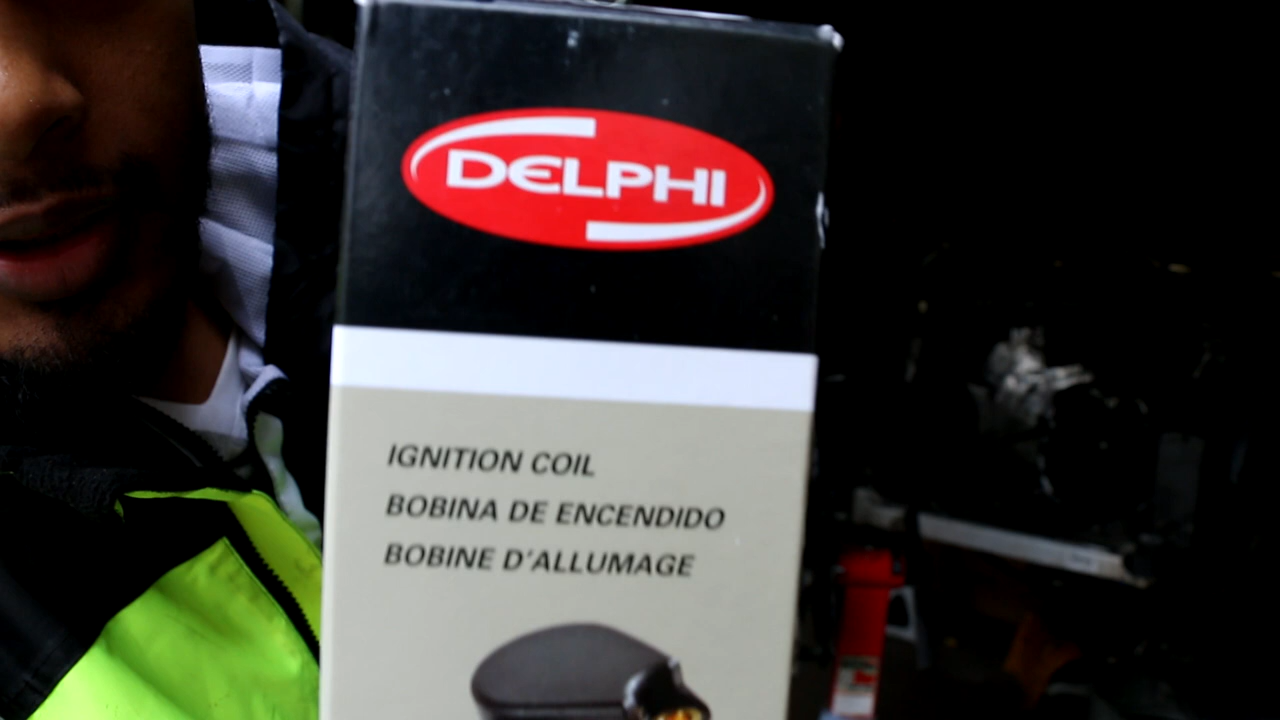 DELPHI
IGNITION COIL
BOBINA DE ENCENDIDO
BOBINE D'ALLUMAGE